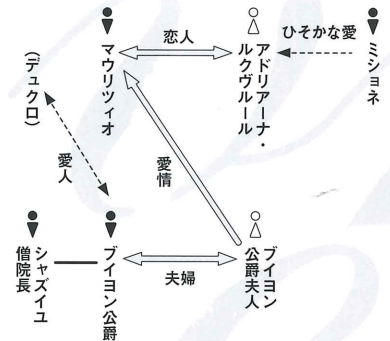 恋人
ひそかな愛
(デュクロ)
マウリツィオ
アドリアーナ・
ルクヴルール
ミショネ
愛人
愛情
シャズイユ
僧院長
ブイヨン公爵
夫婦
ブイヨン
公爵夫人